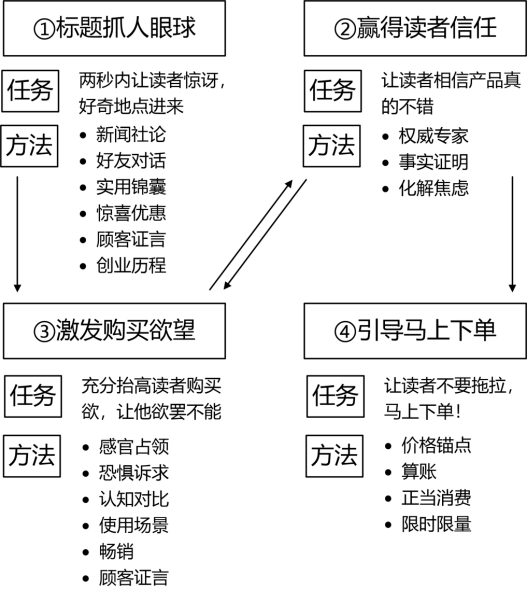 ①标题抓人眼球
任务
两秒内让读者惊讶，
好奇地点进来
方法
• 新闻社论
• 好友对话
• 实用锦囊
• 惊喜优惠
• 顾客证言
• 创业历程
②赢得读者信任
任务
让读者相信产品真
的不错
方法
• 权威专家
• 事实证明
• 化解焦虑
③激发购买欲望
任务
充分抬高读者购买
欲，让他欲罢不能
方法
• 感官占领
• 恐惧诉求
• 认知对比
• 使用场景
• 畅销
• 顾客证言
④引导马上下单
任务
让读者不要拖拉，
马上下单！
方法
• 价格锚点
• 算账
• 正当消费
• 限时限量